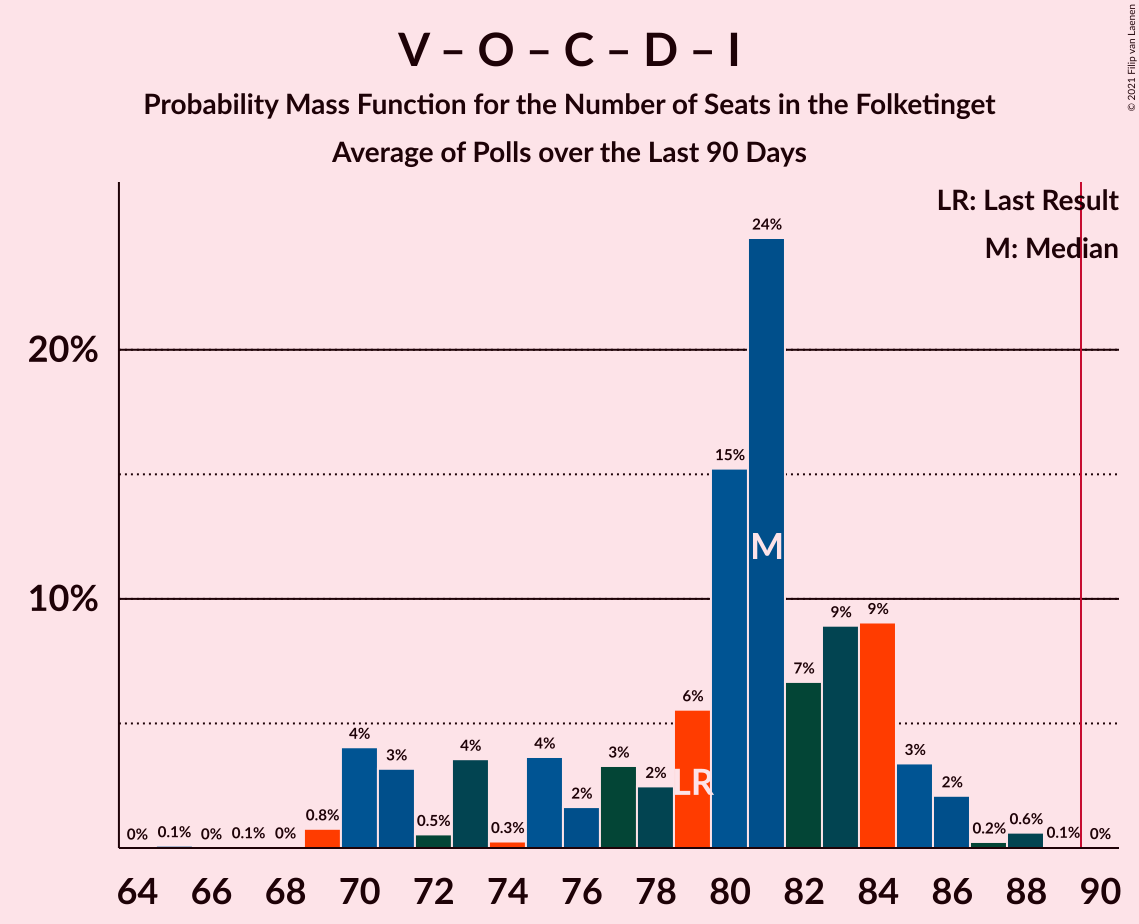 V – O – C – D – I
Probability Mass Function for the Number of Seats in the Folketinget
Average of Polls over the Last 90 Days
© 2021 Filip van Laenen
LR: Last Result
M: Median
20%
10%
0% 0.1% 0% 0.1% 0% 0.8% 4% 3% 0.5% 4% 0.3% 4% 2% 3% 2% 6% 15% 24% 7% 9% 9% 3% 2% 0.2% 0.6% 0.1% 0%
M
LR
64 66 68 70 72 74 76 78 80 82 84 86 88 90